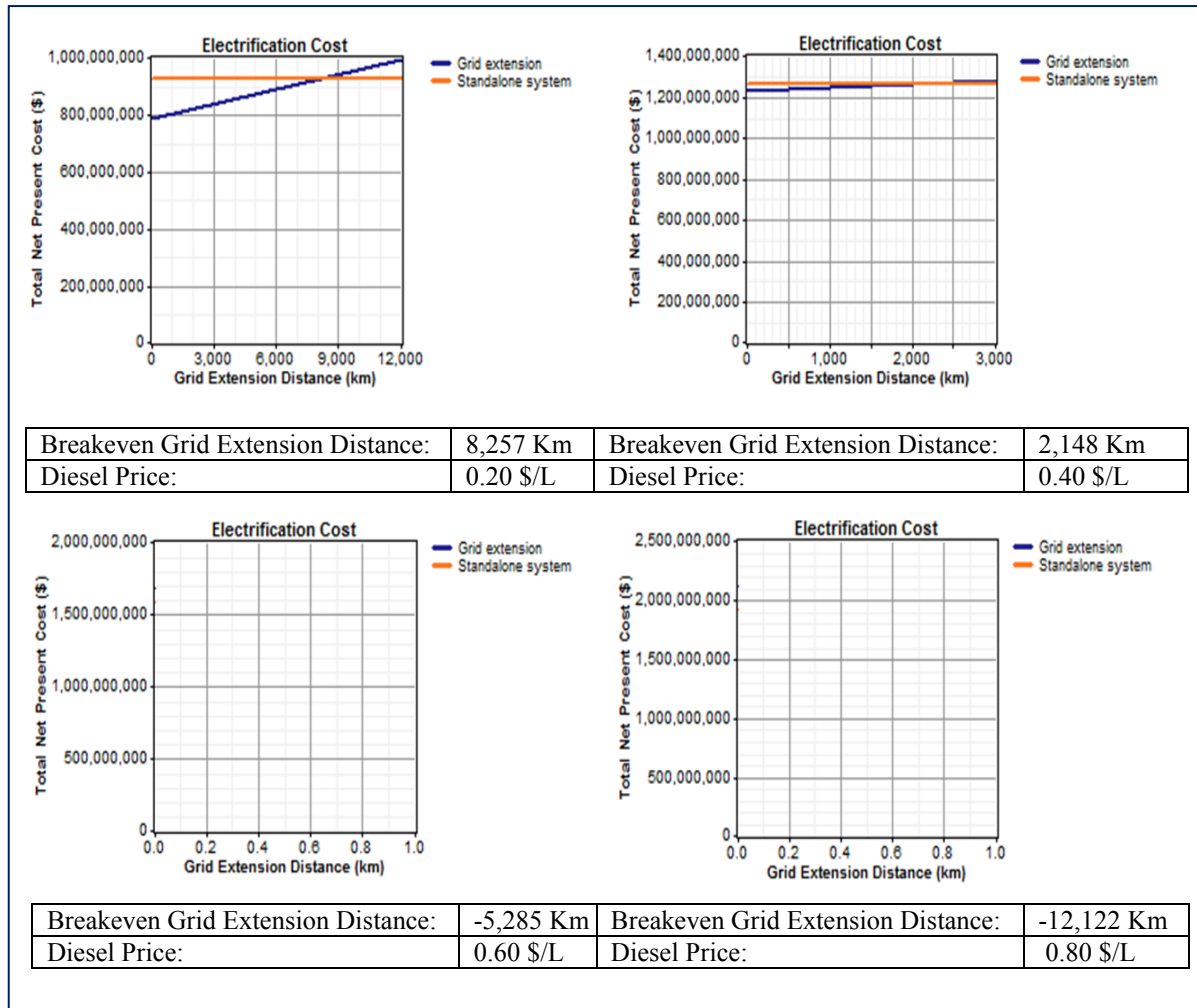 Electrification Cost
1,000,000,000
800,000,000
600,000,000
400,000,000
200,000,000
0
Total Net Present Cost ($)
0 3,000 6,000 9,000 12,000
Grid Extension Distance (km)
Grid extension
Standalone system
Electrification Cost
1,400,000,000
1,200,000,000
1,000,000,000
800,000,000
600,000,000
400,000,000
200,000,000
0
Total Net Present Cost ($)
0 1,000 2,000 3,000
Grid Extension Distance (km)
Grid extension
Standalone system
Breakeven Grid Extension Distance: 8,257 Km Breakeven Grid Extension Distance: 2,148 Km
Diesel Price: 0.20 $/L Diesel Price: 0.40 $/L
Electrification Cost
2,000,000,000
1,500,000,000
1,000,000,000
500,000,000
0
Total Net Present Cost ($)
0.0 0.2 0.4 0.6 0.8 1.0
Grid Extension Distance (km)
Grid extension
Standalone system
Electrification Cost
2,500,000,000
2,000,000,000
1,500,000,000
1,000,000,000
500,000,000
0
Total Net Present Cost ($)
0.0 0.2 0.4 0.6 0.8 1.0
Grid Extension Distance (km)
Grid extension
Standalone system
Breakeven Grid Extension Distance: -5,285 Km Breakeven Grid Extension Distance: -12,122 Km
Diesel Price: 0.60 $/L Diesel Price: 0.80 $/L